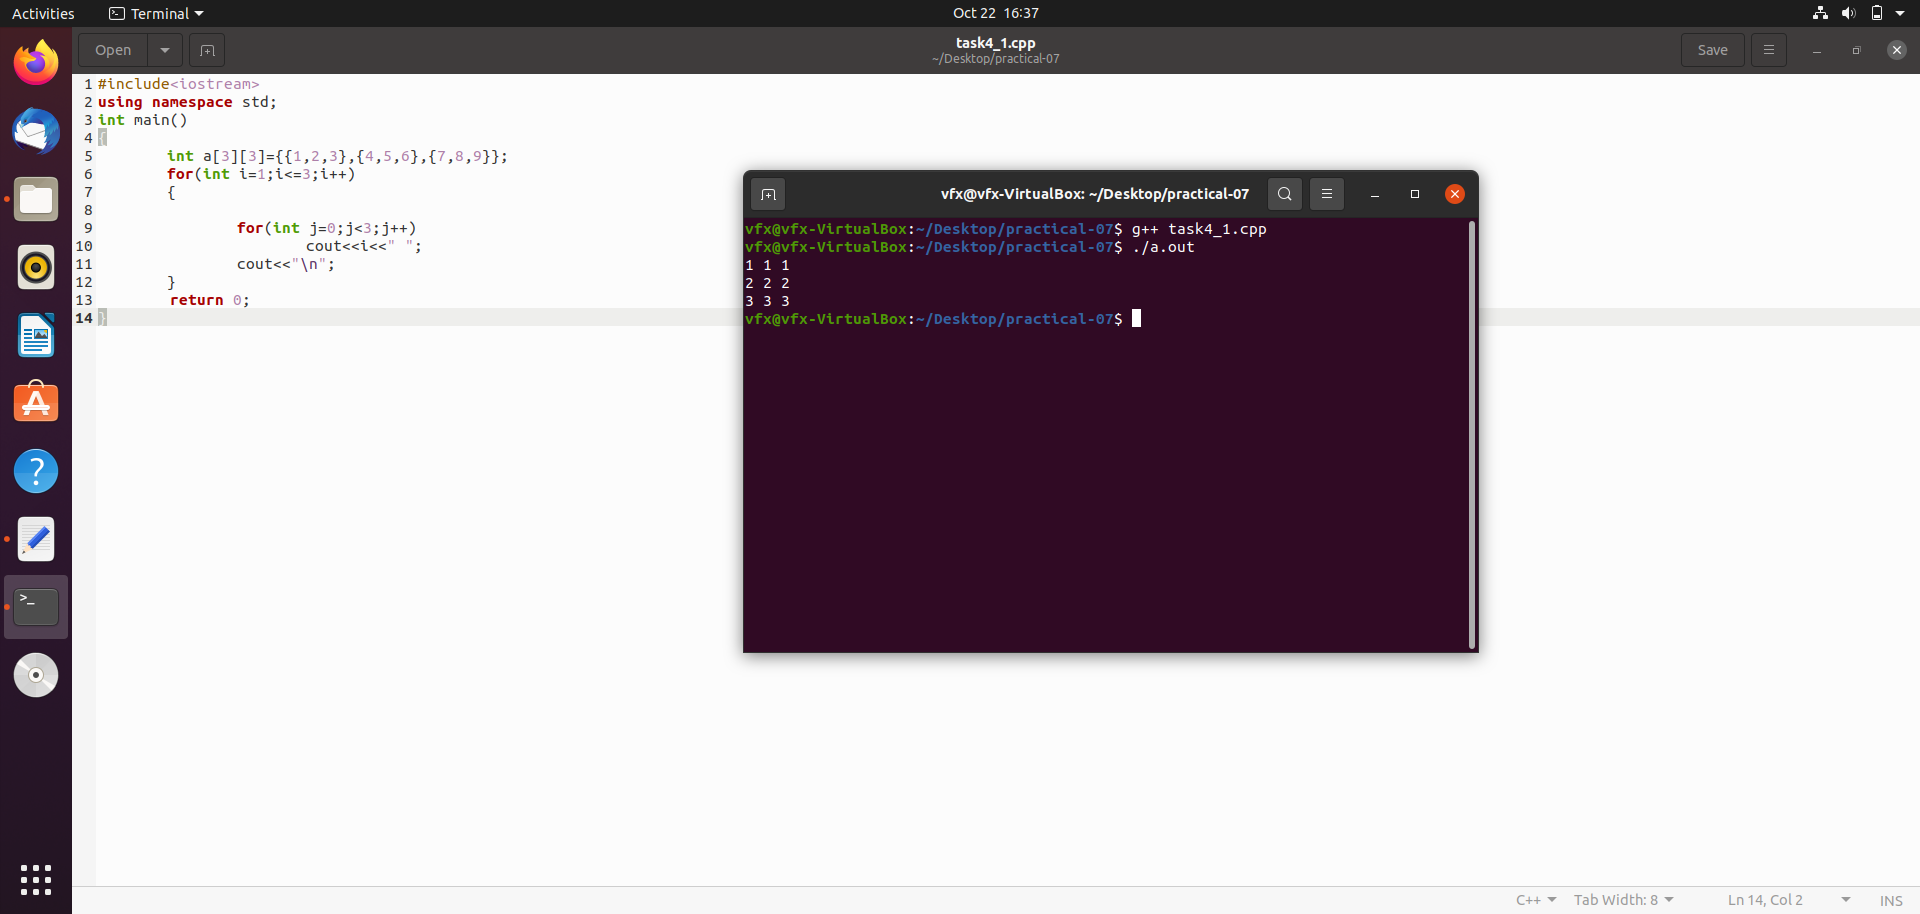 Activities
Terminal
Oct 22 16:37
Open
task4_1.cpp
~/Desktop/practical-07
Save
1 #include<iostream>
2 using namespace std;
3 int main()
4 {
5 int a[3][3]={{1,2,3},{4,5,6},{7,8,9}};
6 for(int i=1;i<=3;i++)
7 {
8
9 for(int j=0;j<3;j++)
10 cout<<i<<" ";
11 cout<<"\n";
12 }
13 return 0;
14 }
vfx@vfx-VirtualBox: ~/Desktop/practical-07
vfx@vfx-VirtualBox:~/Desktop/practical-07$ g++ task4_1.cpp
vfx@vfx-VirtualBox:~/Desktop/practical-07$ ./a.out
1 1 1
2 2 2
3 3 3
vfx@vfx-VirtualBox:~/Desktop/practical-07$
C++
Tab Width: 8
Ln 14, Col 2
INS